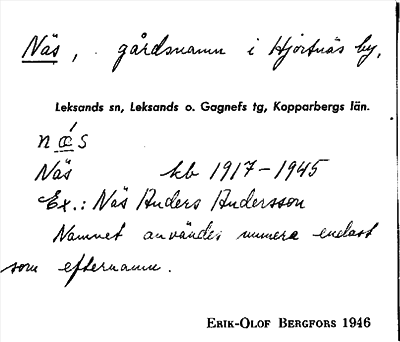 Näs, gårdsnamn i Hjortnäs by,
Leksands sn, Leksands o. Gagnefs tg, Kopparbergs län.
nǽs
Näs kb 1917-1945
Ex.: Näs Anders Andersson
Namnet användes numera endast
som efternamn.
ERIK-OLOF BERGFORS 1946